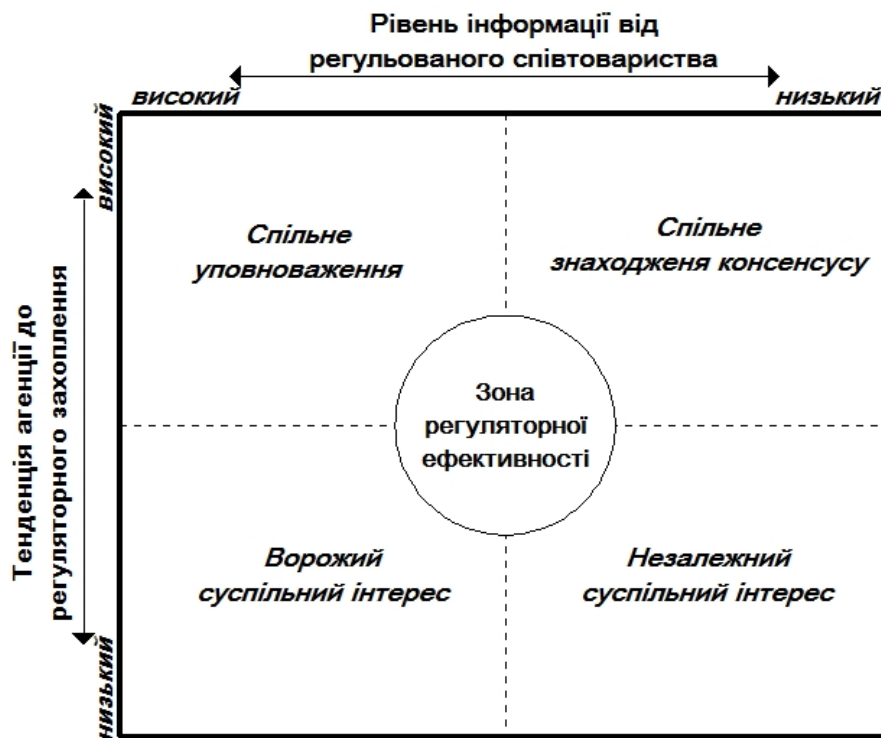 Рівень інформації від
регульованого співтовариства
високий
низький
високий
Тенденція агенції до
регуляторного захоплення
низький
Спільне
уповноваження
Спільне
знаходженя консенсусу
Зона
регуляторної
ефективності
Ворожий
суспільний інтерес
Незалежний
суспільний інтерес